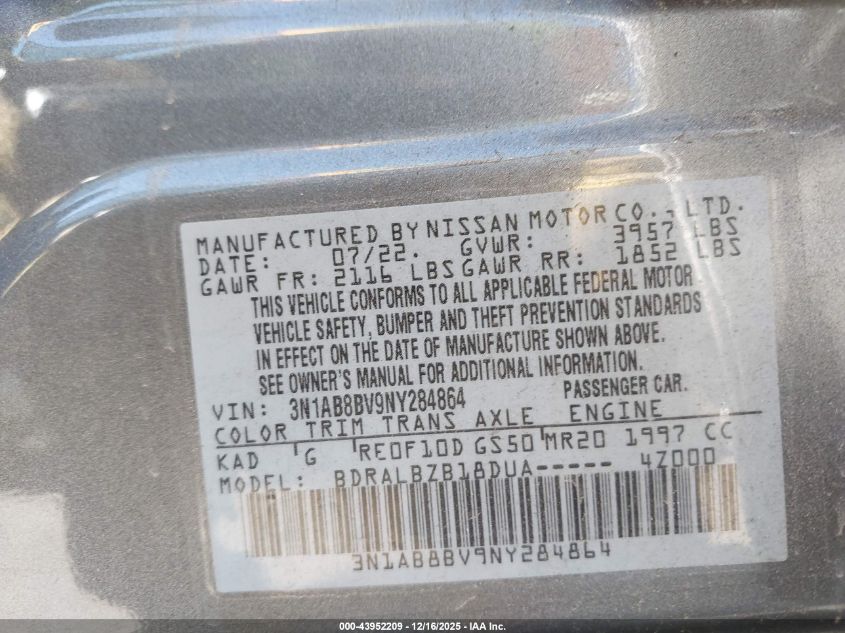 MANUFACTURED BY NISSAN MOTOR CO., LTD.
DATE: 07/22. GVWR: 3957 LBS
GAWR FR: 2116 LBS GAWR RR: 1852 LBS
THIS VEHICLE CONFORMS TO ALL APPLICABLE FEDERAL MOTOR
VEHICLE SAFETY, BUMPER AND THEFT PREVENTION STANDARDS
IN EFFECT ON THE DATE OF MANUFACTURE SHOWN ABOVE.
SEE OWNER'S MANUAL FOR ADDITIONAL INFORMATION.
VIN: 3N1AB8BV9NY284864 PASSENGER CAR.
COLOR TRIM TRANS AXLE ENGINE
KAD G RE0F10D GS50 MR20 1997 CC
MODEL: BDRALBZB18DUA----- 4Z000
3N1AB8BV9NY284864
000-43952209 - 12/16/2025 - IAA Inc.